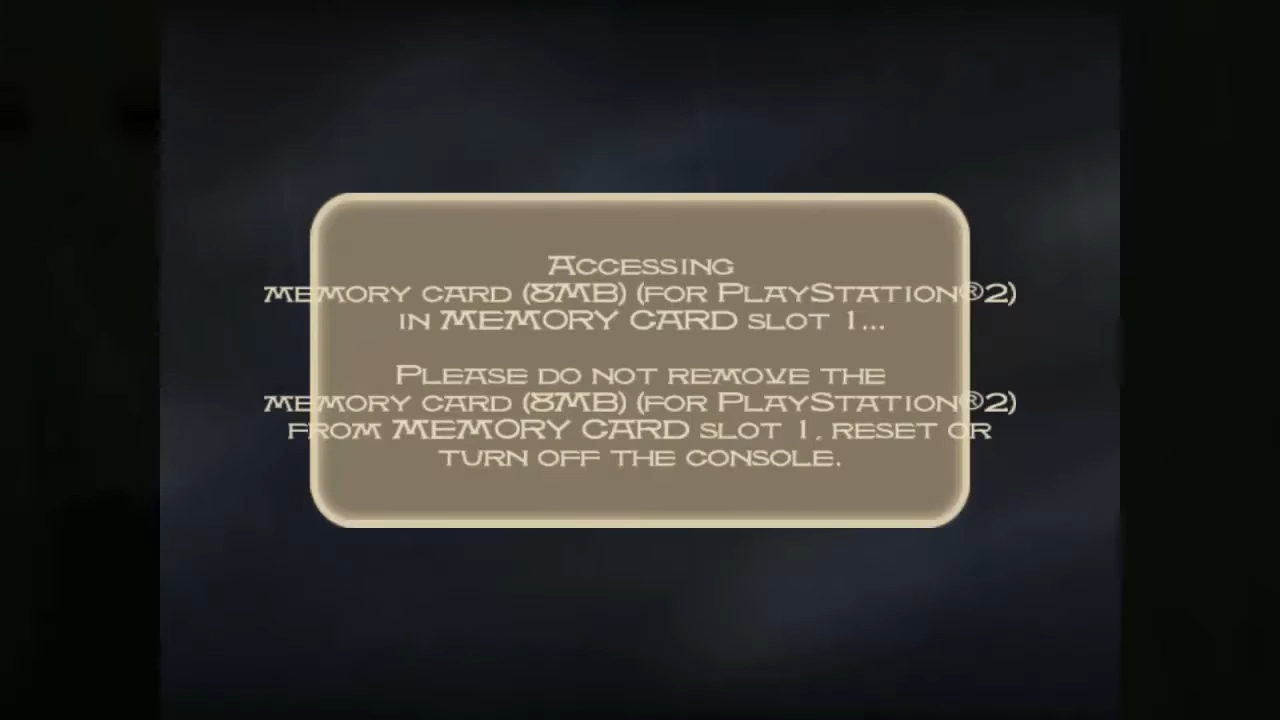 Accessing
memory card (8MB) (for PlayStation®2)
in MEMORY CARD slot 1...
Please do not remove the
memory card (8MB) (for PlayStation®2)
from MEMORY CARD slot 1, reset or
turn off the console.